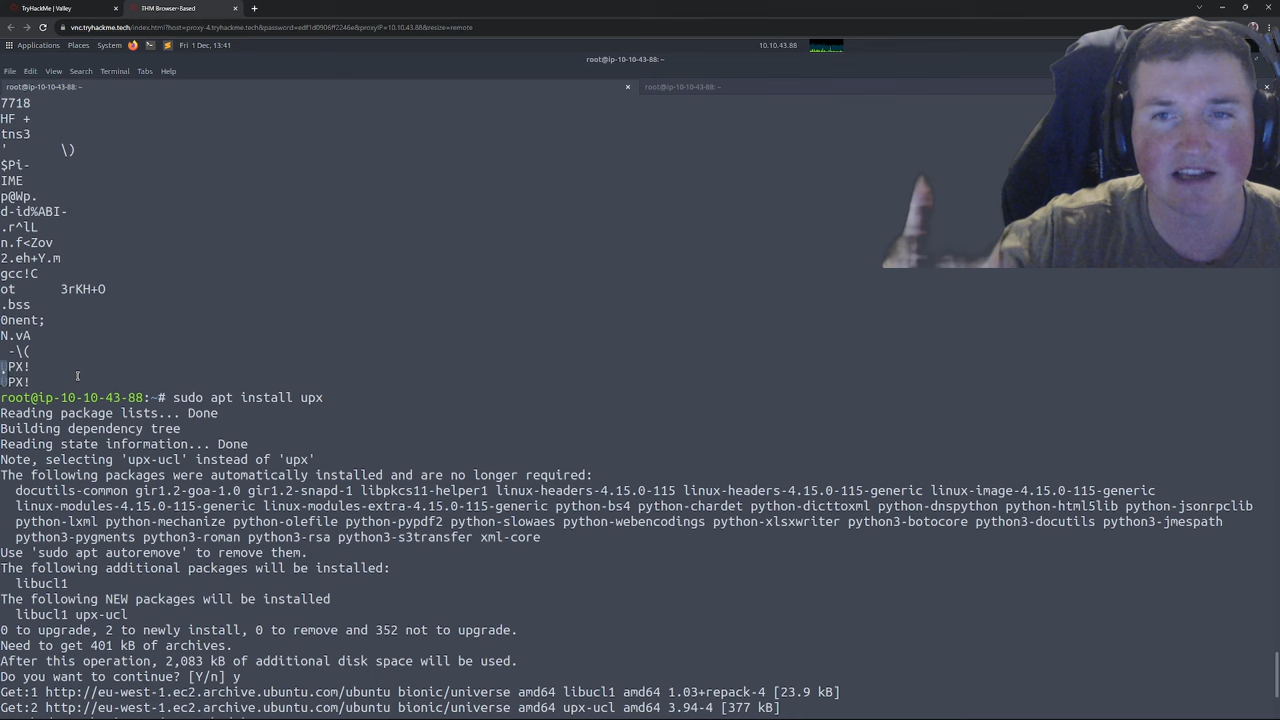 TryHackMe | Valley
THM Browser-Based
vnc.tryhackme.tech/index.html?host=proxy-4.tryhackme.tech&password=edf1d0906ff2246e&proxyIP=10.10.43.88&resize=remote
Applications Places System Fri 1 Dec, 13:41 10.10.43.88
root@ip-10-10-43-88: ~
File Edit View Search Terminal Tabs Help
root@ip-10-10-43-88: ~ root@ip-10-10-43-88: ~
7718
HF +
tns3
' \)
$Pi-
IME
p@Wp.
d-id%ABI-
.r^lL
n.f<Zov
2.eh+Y.m
gcc!C
ot 3rKH+O
.bss
0nent;
N.vA
-\(
PX!
PX!
root@ip-10-10-43-88:~# sudo apt install upx
Reading package lists... Done
Building dependency tree
Reading state information... Done
Note, selecting 'upx-ucl' instead of 'upx'
The following packages were automatically installed and are no longer required:
docutils-common gir1.2-goa-1.0 gir1.2-snapd-1 libpkcs11-helper1 linux-headers-4.15.0-115 linux-headers-4.15.0-115-generic linux-image-4.15.0-115-generic
linux-modules-4.15.0-115-generic linux-modules-extra-4.15.0-115-generic python-bs4 python-chardet python-dicttoxml python-dnspython python-html5lib python-jsonrpclib
python-lxml python-mechanize python-olefile python-pypdf2 python-slowaes python-webencodings python-xlsxwriter python3-botocore python3-docutils python3-jmespath
python3-pygments python3-roman python3-rsa python3-s3transfer xml-core
Use 'sudo apt autoremove' to remove them.
The following additional packages will be installed:
libucl1
The following NEW packages will be installed
libucl1 upx-ucl
0 to upgrade, 2 to newly install, 0 to remove and 352 not to upgrade.
Need to get 401 kB of archives.
After this operation, 2,083 kB of additional disk space will be used.
Do you want to continue? [Y/n] y
Get:1 http://eu-west-1.ec2.archive.ubuntu.com/ubuntu bionic/universe amd64 libucl1 amd64 1.03+repack-4 [23.9 kB]
Get:2 http://eu-west-1.ec2.archive.ubuntu.com/ubuntu bionic/universe amd64 upx-ucl amd64 3.94-4 [377 kB]